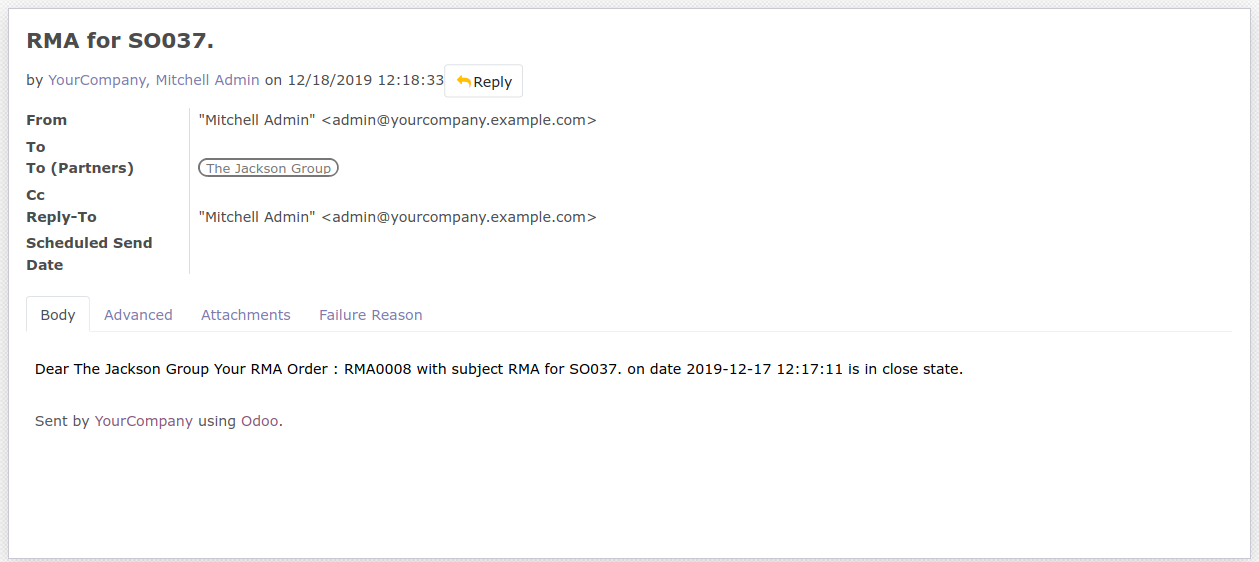 RMA for SO037.
by YourCompany, Mitchell Admin on 12/18/2019 12:18:33 Reply
From "Mitchell Admin" <admin@yourcompany.example.com>
To
To (Partners) The Jackson Group
Cc
Reply-To "Mitchell Admin" <admin@yourcompany.example.com>
Scheduled Send
Date
Body Advanced Attachments Failure Reason
Dear The Jackson Group Your RMA Order : RMA0008 with subject RMA for SO037. on date 2019-12-17 12:17:11 is in close state.
Sent by YourCompany using Odoo.